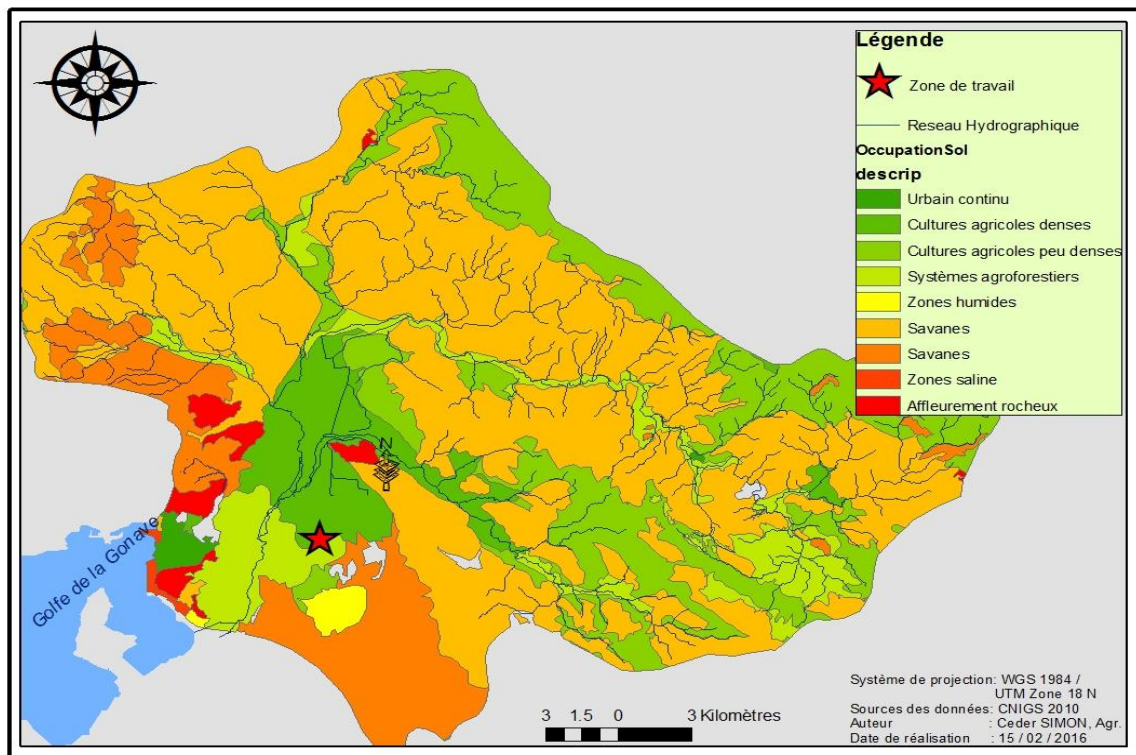 Légende
Zone de travail
Reseau Hydrographique
OccupationSol
descrip
Urbain continu
Cultures agricoles denses
Cultures agricoles peu denses
Systèmes agroforestiers
Zones humides
Savanes
Savanes
Zones saline
Affleurement rocheux
N
Golfe de la Gonave
3 1.5 0 3 Kilomètres
Système de projection: WGS 1984 /
UTM Zone 18 N
Sources des données: CNIGS 2010
Auteur : Ceder SIMON, Agr.
Date de réalisation : 15 / 02 / 2016